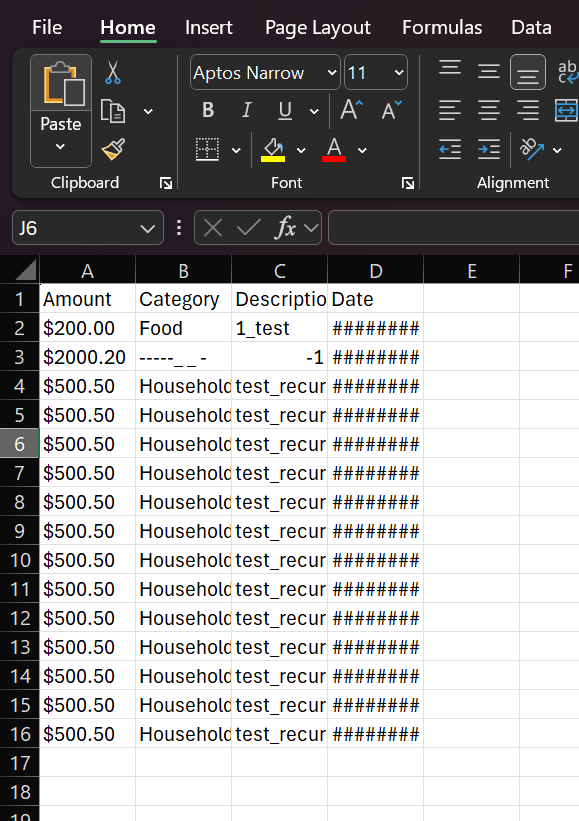 File Home Insert Page Layout Formulas Data
Aptos Narrow 11
ab
Paste
B I U A A
A
Clipboard Font Alignment
J6 fx
A B C D E F
1 Amount Category Descriptio Date
2 $200.00 Food 1_test ########
3 $2000.20 -----_ _ - -1 ########
4 $500.50 Household test_recur ########
5 $500.50 Household test_recur ########
6 $500.50 Household test_recur ########
7 $500.50 Household test_recur ########
8 $500.50 Household test_recur ########
9 $500.50 Household test_recur ########
10 $500.50 Household test_recur ########
11 $500.50 Household test_recur ########
12 $500.50 Household test_recur ########
13 $500.50 Household test_recur ########
14 $500.50 Household test_recur ########
15 $500.50 Household test_recur ########
16 $500.50 Household test_recur ########
17
18
19